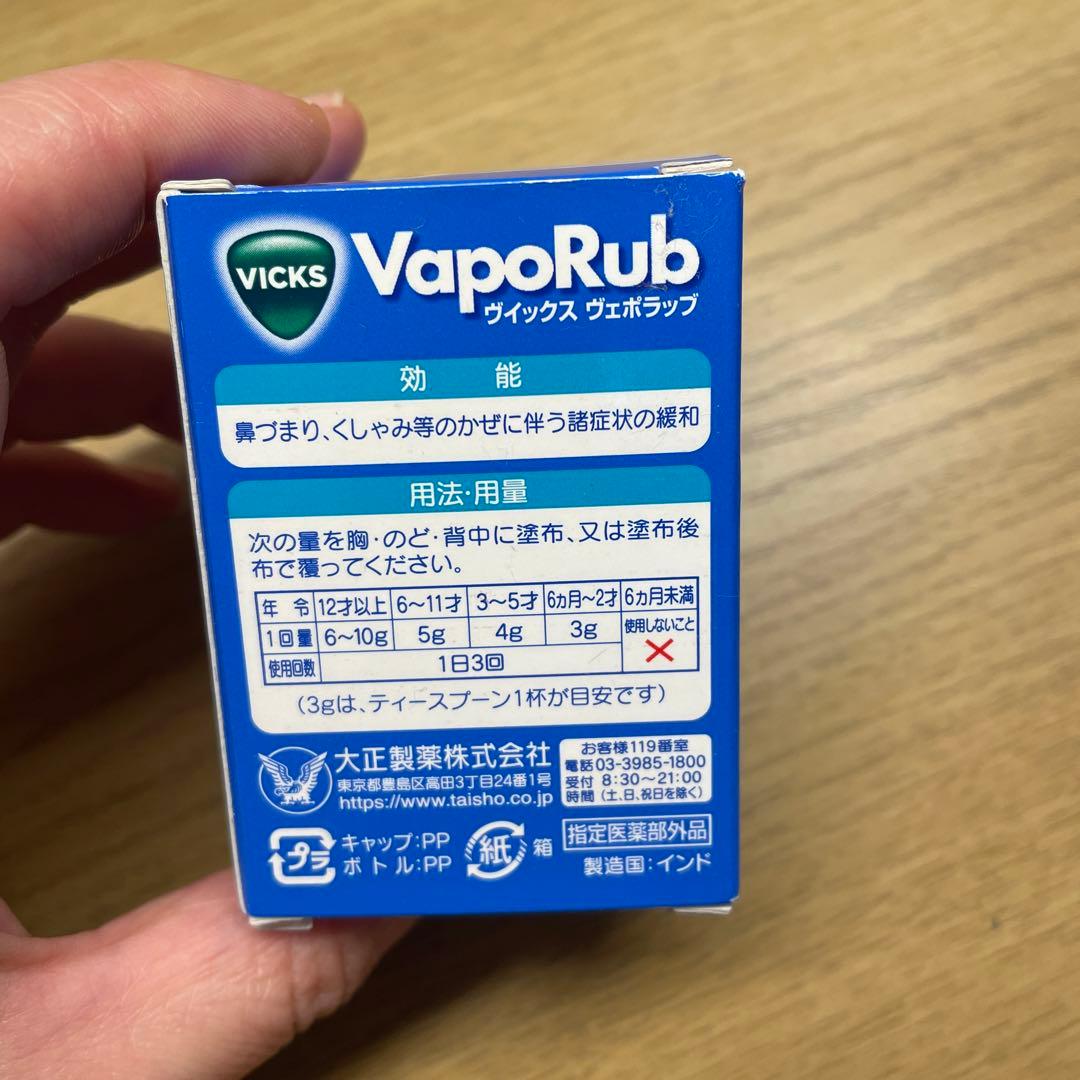 VICKS
VapoRub
ヴイックス ヴェポラッブ
効 能
鼻づまり、くしゃみ等のかぜに伴う諸症状の緩和
用法・用量
次の量を胸・のど・背中に塗布、又は塗布後
布で覆ってください。
年 令 12才以上 6～11才 3～5才 6カ月～2才 6カ月未満
1回量 6～10g 5g 4g 3g 使用しないこと
使用回数 1日3回 ×
(3gは、ティースプーン1杯が目安です)
大正製薬株式会社
東京都豊島区高田3丁目24番1号
https://www.taisho.co.jp
お客様119番室
電話 03-3985-1800
受付 8:30～21:00
時間 (土、日、祝日を除く)
プラ
キャップ:PP
ボトル:PP
紙 箱
指定医薬部外品
製造国:インド